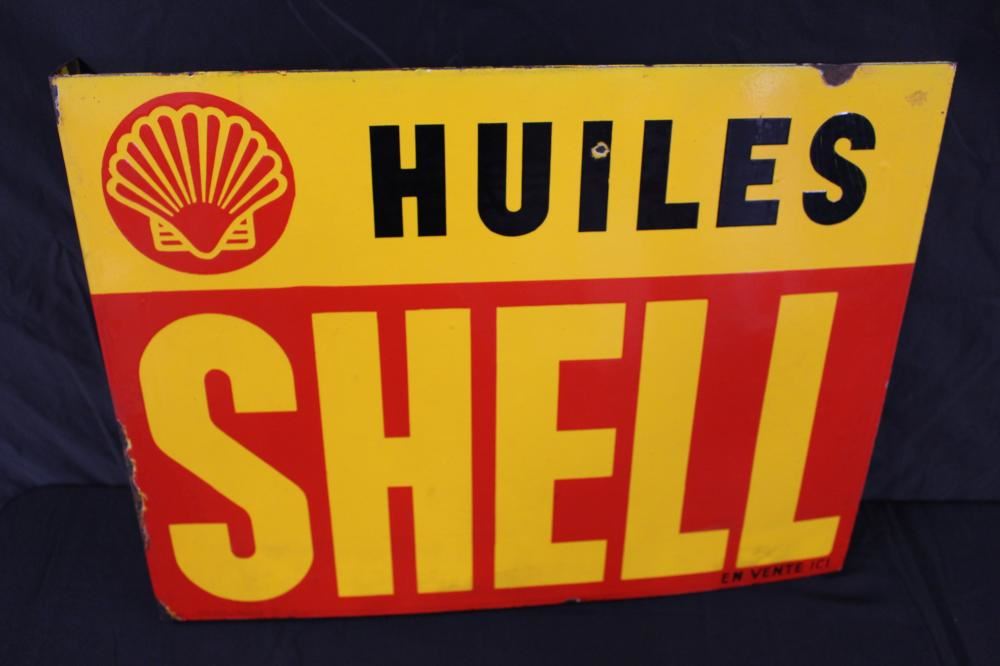 HUILES
SHELL
EN VENTE ICI